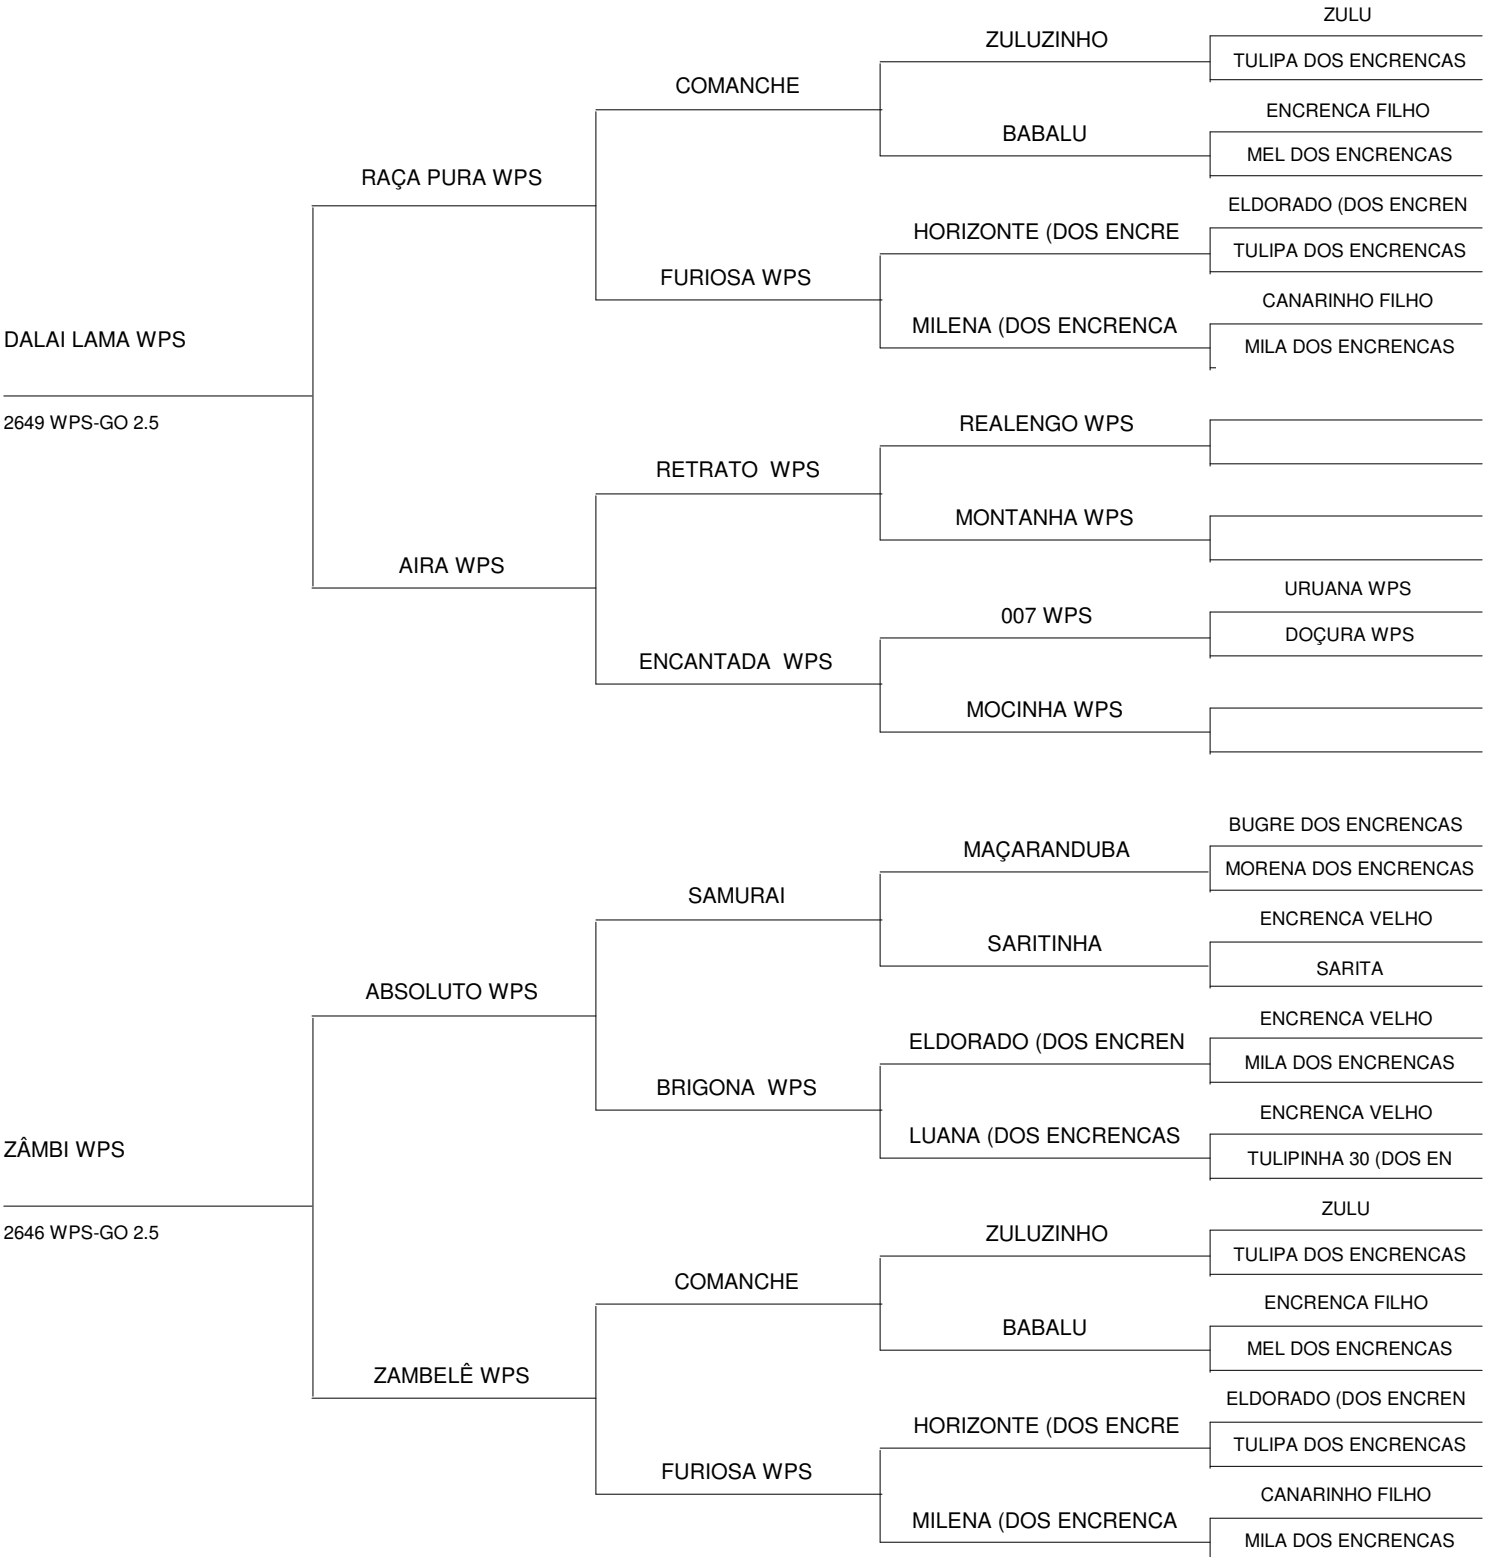 ZULU
ZULUZINHO
TULIPA DOS ENCRENCAS
COMANCHE
ENCRENCA FILHO
BABALU
MEL DOS ENCRENCAS
RAÇA PURA WPS
ELDORADO (DOS ENCREN
HORIZONTE (DOS ENCRE
TULIPA DOS ENCRENCAS
FURIOSA WPS
CANARINHO FILHO
MILENA (DOS ENCRENCA
DALAI LAMA WPS
MILA DOS ENCRENCAS
2649 WPS-GO 2.5
REALENGO WPS
RETRATO  WPS
MONTANHA WPS
AIRA WPS
URUANA WPS
007 WPS
DOÇURA WPS
ENCANTADA  WPS
MOCINHA WPS
BUGRE DOS ENCRENCAS
MAÇARANDUBA
MORENA DOS ENCRENCAS
SAMURAI
ENCRENCA VELHO
SARITINHA
SARITA
ABSOLUTO WPS
ENCRENCA VELHO
ELDORADO (DOS ENCREN
MILA DOS ENCRENCAS
BRIGONA  WPS
ENCRENCA VELHO
LUANA (DOS ENCRENCAS
ZÂMBI WPS
TULIPINHA 30 (DOS EN
ZULU
2646 WPS-GO 2.5
ZULUZINHO
TULIPA DOS ENCRENCAS
COMANCHE
ENCRENCA FILHO
BABALU
MEL DOS ENCRENCAS
ZAMBELÊ WPS
ELDORADO (DOS ENCREN
HORIZONTE (DOS ENCRE
TULIPA DOS ENCRENCAS
FURIOSA WPS
CANARINHO FILHO
MILENA (DOS ENCRENCA
MILA DOS ENCRENCAS